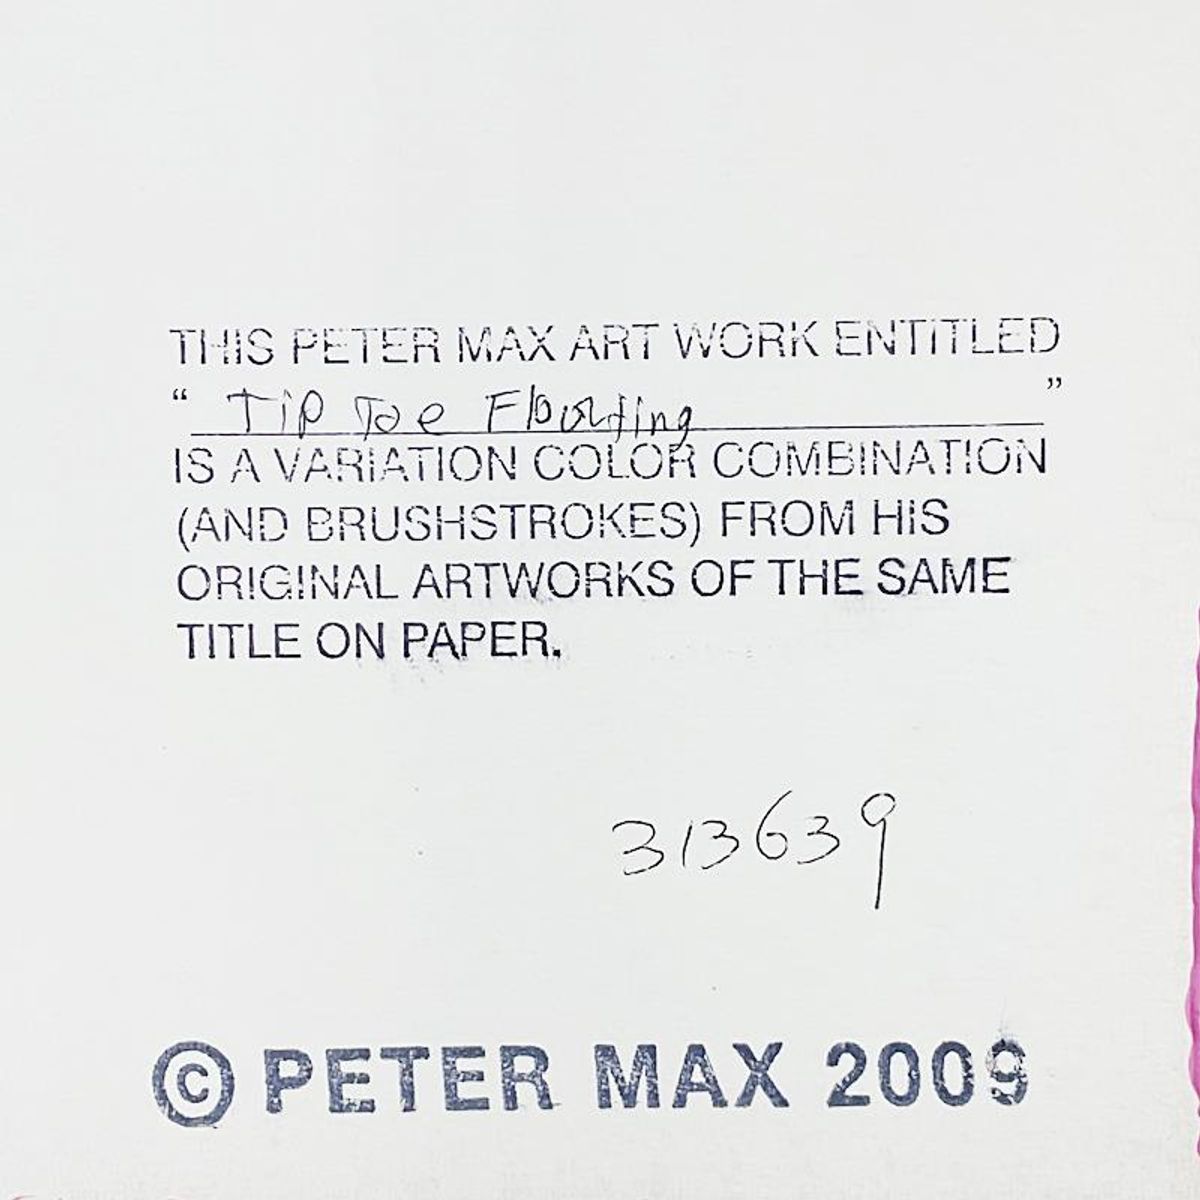 THIS PETER MAX ART WORK ENTITLED
“ Tip Toe Floating ”
IS A VARIATION COLOR COMBINATION
(AND BRUSHSTROKES) FROM HIS
ORIGINAL ARTWORKS OF THE SAME
TITLE ON PAPER.
313639
© PETER MAX 2009